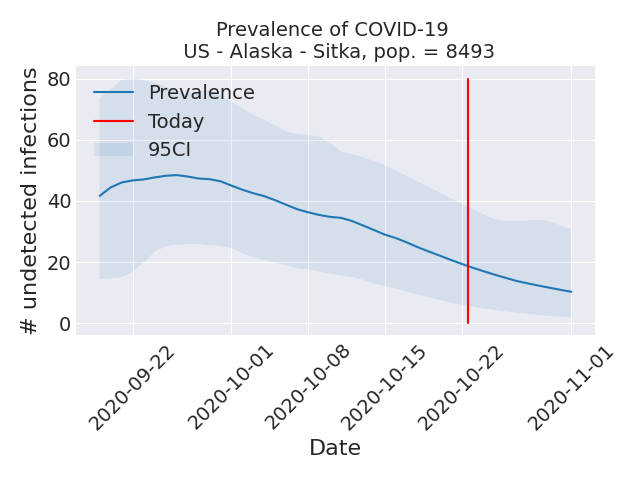 Prevalence of COVID-19
US - Alaska - Sitka, pop. = 8493
# undetected infections
80
60
40
20
0
Prevalence
Today
95CI
2020-09-22
2020-10-01
2020-10-08
2020-10-15
2020-10-22
2020-11-01
Date